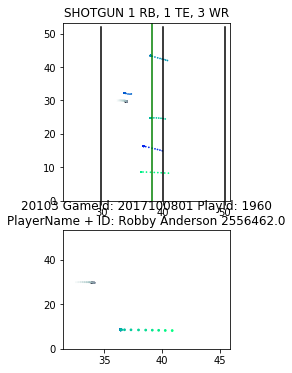 SHOTGUN 1 RB, 1 TE, 3 WR
50
40
30
20
10
0
30 40 50
20103 GameId: 2017100801 PlayId: 1960
PlayerName + ID: Robby Anderson 2556462.0
40
20
0
35 40 45